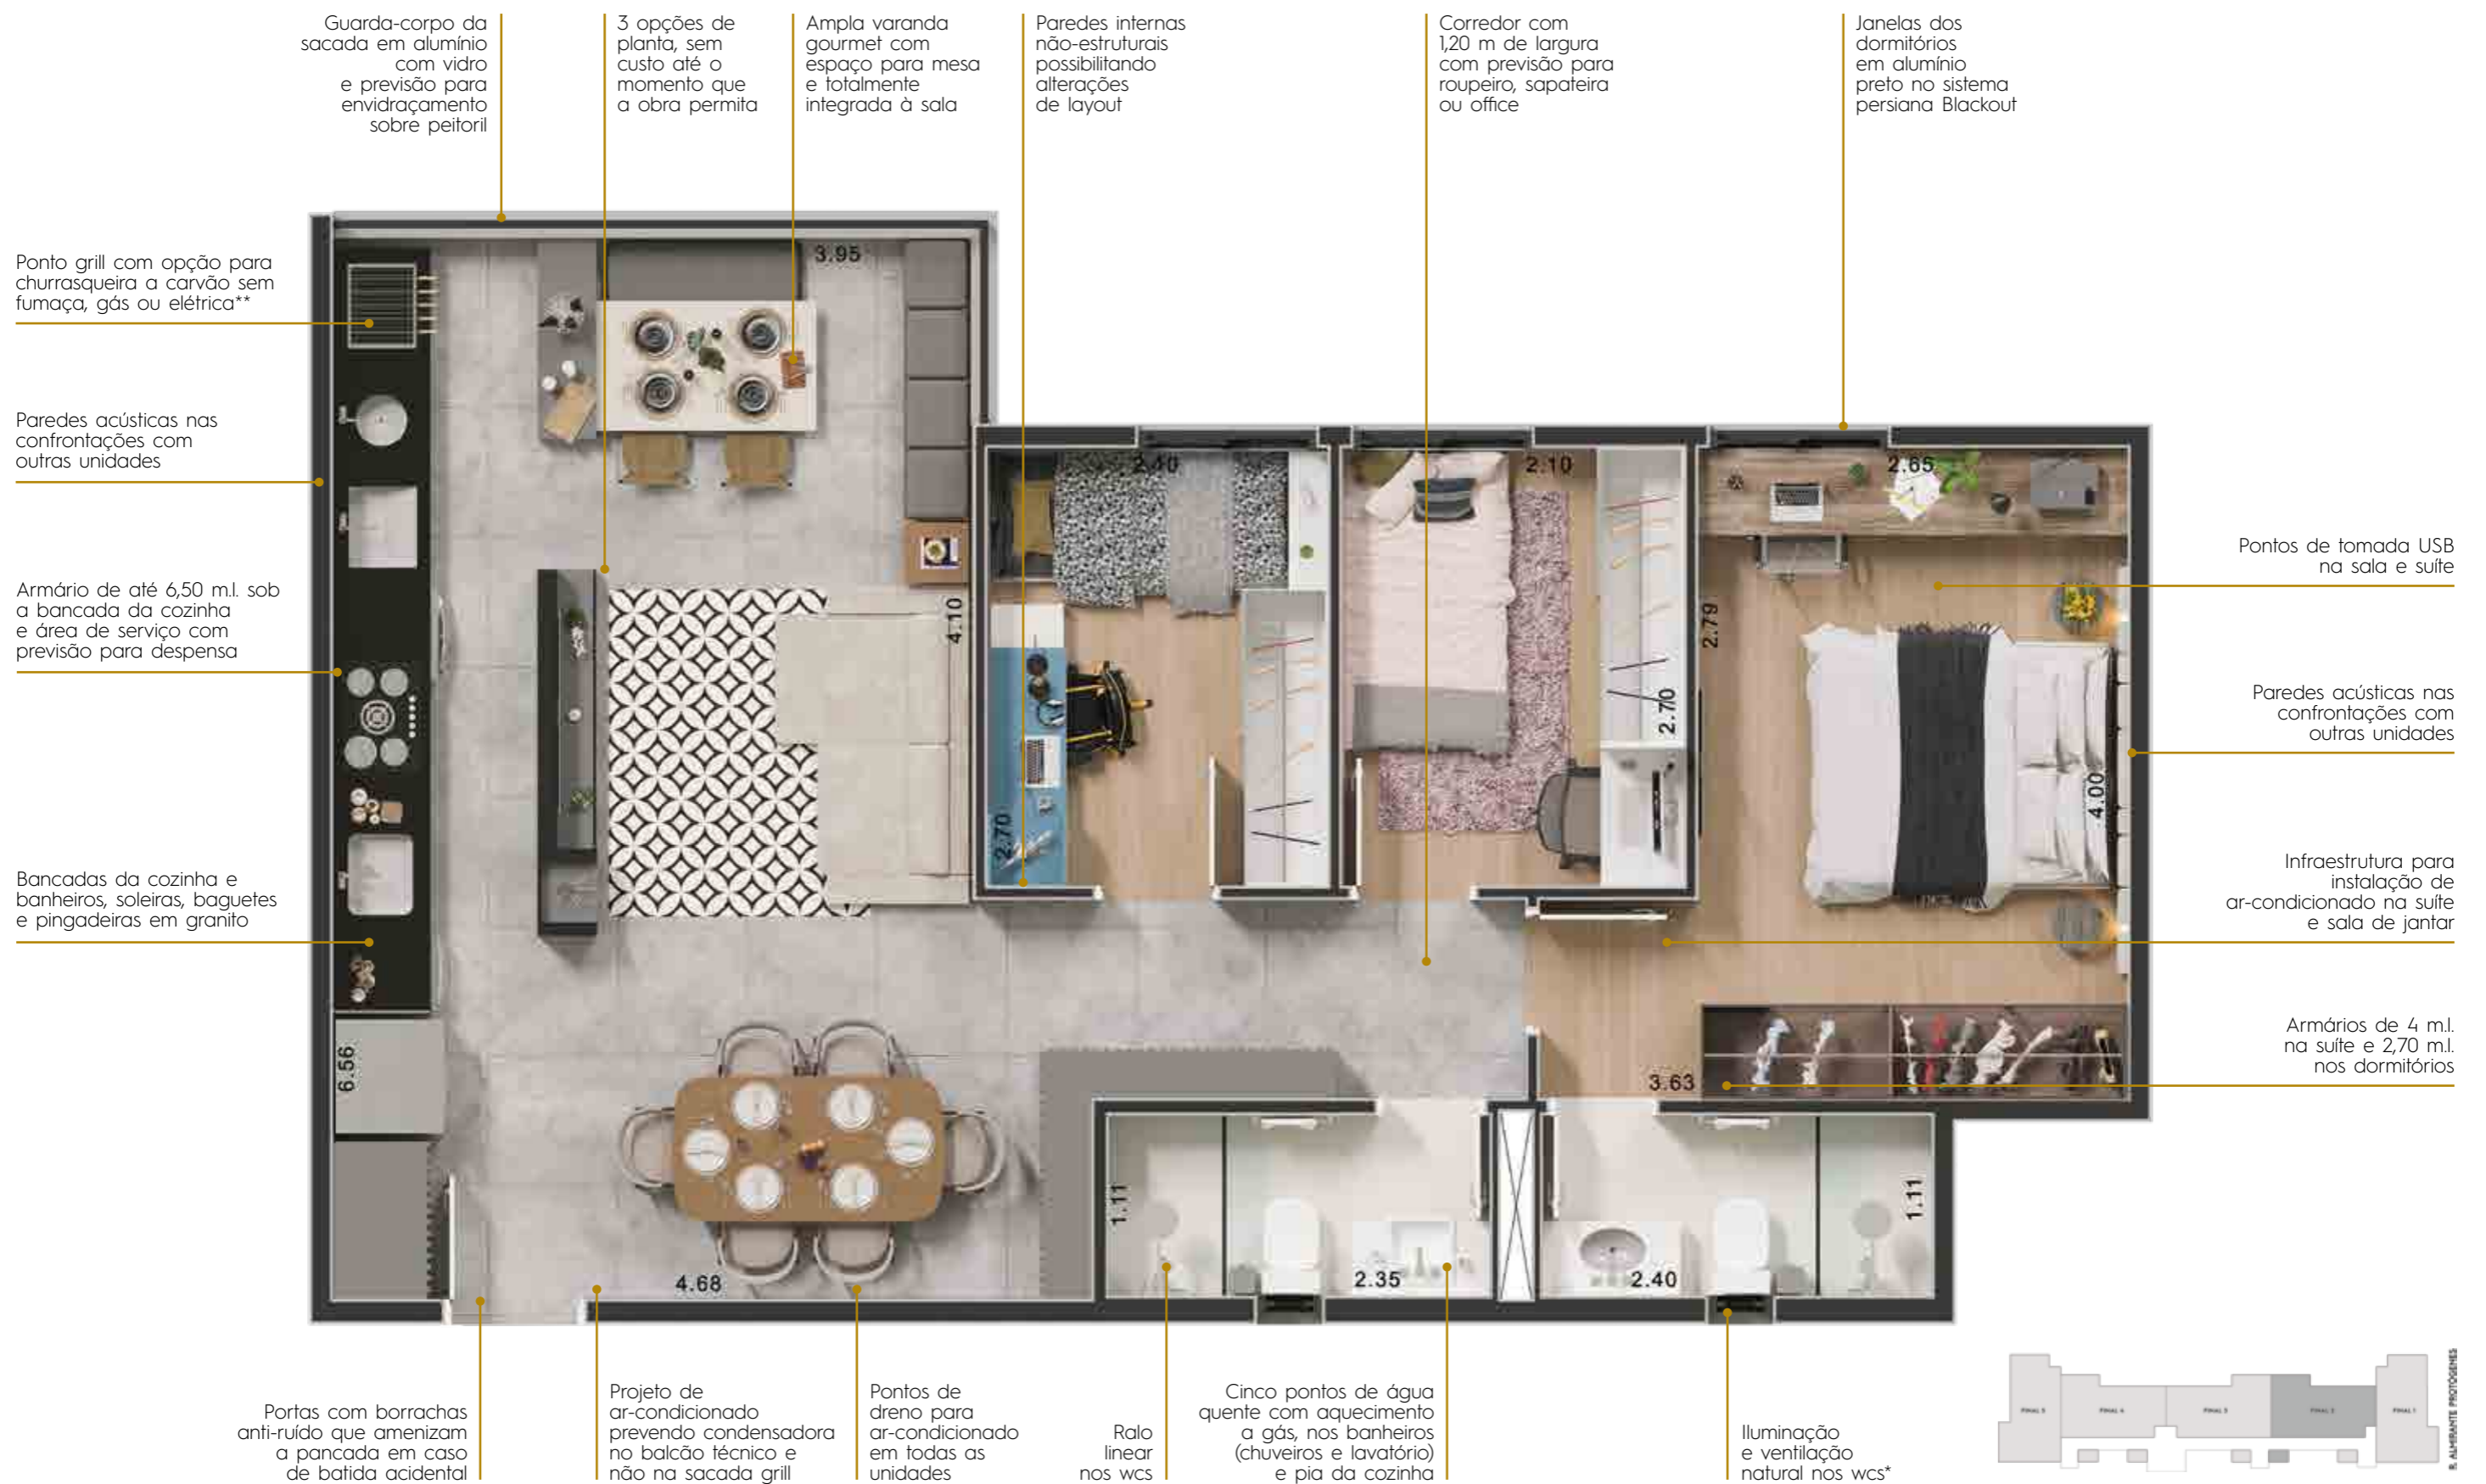 Guarda-corpo da
sacada em alumínio
com vidro
e previsão para
envidraçamento
sobre peitoril
3 opções de
planta, sem
custo até o
momento que
a obra permita
Ampla varanda
gourmet com
espaço para mesa
e totalmente
integrada à sala
Paredes internas
não-estruturais
possibilitando
alterações
de layout
Corredor com
1,20 m de largura
com previsão para
roupeiro, sapateira
ou office
Janelas dos
dormitórios
em alumínio
preto no sistema
persiana Blackout
Ponto grill com opção para
churrasqueira a carvão sem
fumaça, gás ou elétrica**
Paredes acústicas nas
confrontações com
outras unidades
Armário de até 6,50 m.l. sob
a bancada da cozinha
e área de serviço com
previsão para despensa
Bancadas da cozinha e
banheiros, soleiras, baguetes
e pingadeiras em granito
3.95
2.40
2.10
2.65
4.10
2.79
2.70
2.70
4.00
6.56
3.63
1.11
1.11
4.68
2.35
2.40
Pontos de tomada USB
na sala e suíte
Paredes acústicas nas
confrontações com
outras unidades
Infraestrutura para
instalação de
ar-condicionado na suíte
e sala de jantar
Armários de 4 m.l.
na suíte e 2,70 m.l.
nos dormitórios
Portas com borrachas
anti-ruído que amenizam
a pancada em caso
de batida acidental
Projeto de
ar-condicionado
prevendo condensadora
no balcão técnico e
não na sacada grill
Pontos de
dreno para
ar-condicionado
em todas as
unidades
Ralo
linear
nos wcs
Cinco pontos de água
quente com aquecimento
a gás, nos banheiros
(chuveiros e lavatório)
e pia da cozinha
Iluminação
e ventilação
natural nos wcs*
FINAL 5
FINAL 4
FINAL 3
FINAL 2
FINAL 1
R. ALMIRANTE PROTÓGENES